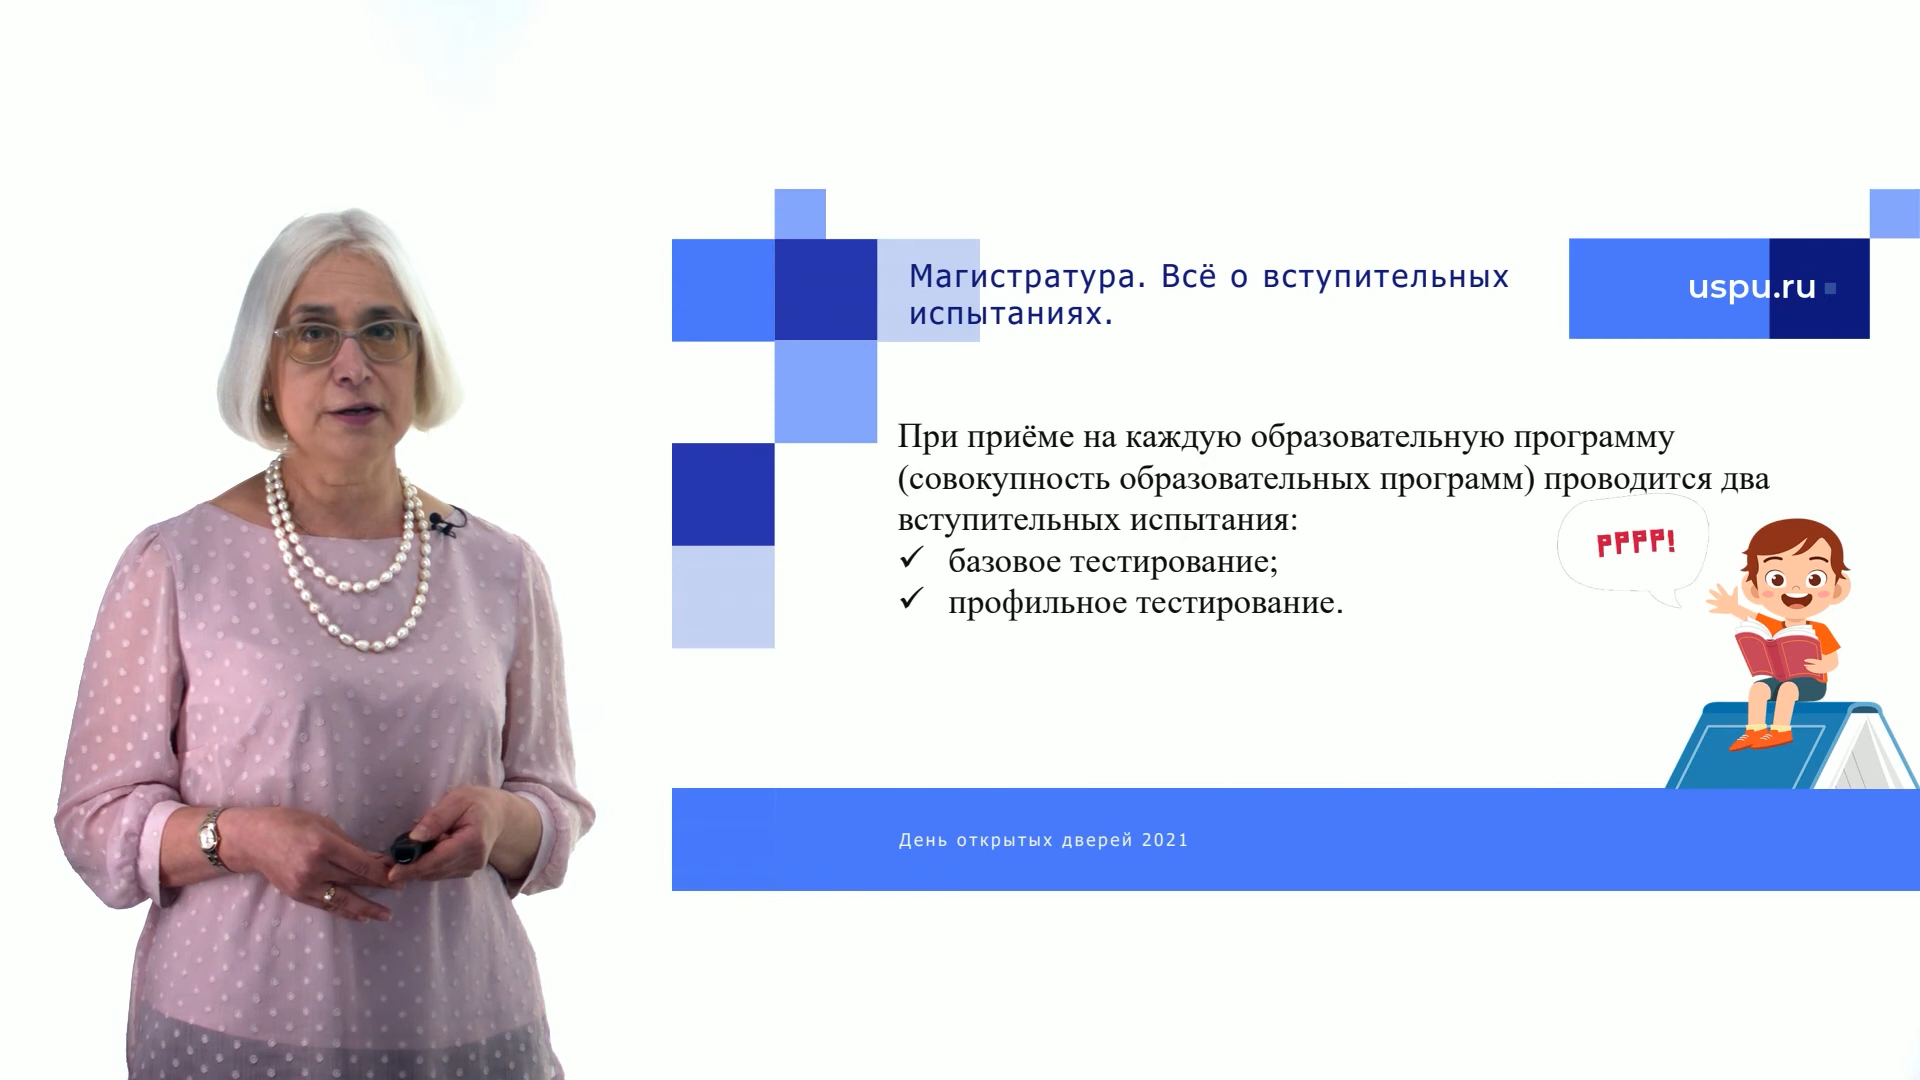 Магистратура. Всё о вступительных
испытаниях.
uspu.ru
При приёме на каждую образовательную программу
(совокупность образовательных программ) проводится два
вступительных испытания:
✓ базовое тестирование;
✓ профильное тестирование.
РРРР!
День открытых дверей 2021